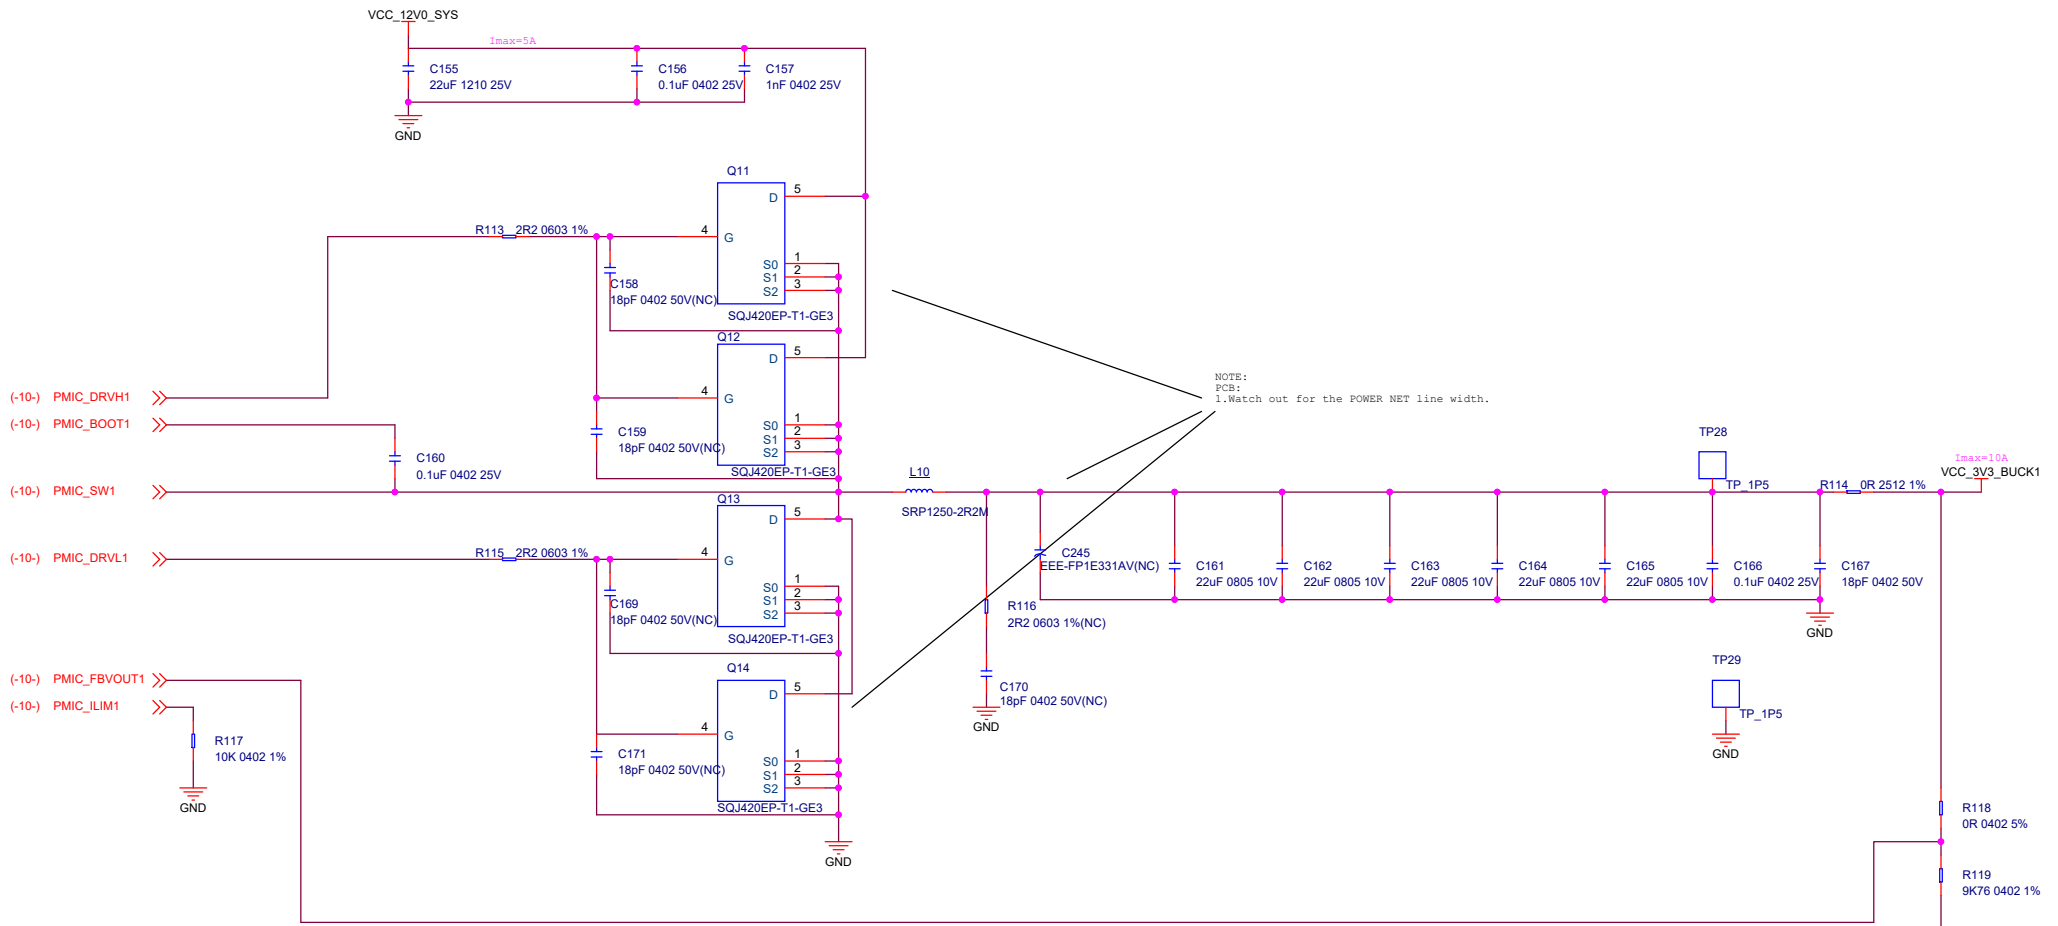 VCC_12V0_SYS
Imax=5A
C155
22uF 1210 25V
C156
0.1uF 0402 25V
C157
1nF 0402 25V
GND
Q11
5
D
R113 2R2 0603 1%
4
G
1
S0
2
S1
3
S2
C158
18pF 0402 50V(NC)
SQJ420EP-T1-GE3
Q12
5
D
4
G
1
S0
2
S1
3
S2
C159
18pF 0402 50V(NC)
SQJ420EP-T1-GE3
NOTE:
PCB:
1.Watch out for the POWER NET line width.
(-10-) PMIC_DRVH1
(-10-) PMIC_BOOT1
C160
0.1uF 0402 25V
(-10-) PMIC_SW1
L10
SRP1250-2R2M
TP28
TP_1P5
Imax=10A
VCC_3V3_BUCK1
R114 0R 2512 1%
Q13
5
D
(-10-) PMIC_DRVL1
R115 2R2 0603 1%
4
G
1
S0
2
S1
3
S2
C169
18pF 0402 50V(NC)
SQJ420EP-T1-GE3
C245
EEE-FP1E331AV(NC)
C161
22uF 0805 10V
C162
22uF 0805 10V
C163
22uF 0805 10V
C164
22uF 0805 10V
C165
22uF 0805 10V
C166
0.1uF 0402 25V
C167
18pF 0402 50V
GND
R116
2R2 0603 1%(NC)
C170
18pF 0402 50V(NC)
GND
TP29
TP_1P5
GND
Q14
5
D
(-10-) PMIC_FBVOUT1
(-10-) PMIC_ILIM1
R117
10K 0402 1%
GND
4
G
1
S0
2
S1
3
S2
C171
18pF 0402 50V(NC)
SQJ420EP-T1-GE3
GND
R118
0R 0402 5%
R119
9K76 0402 1%